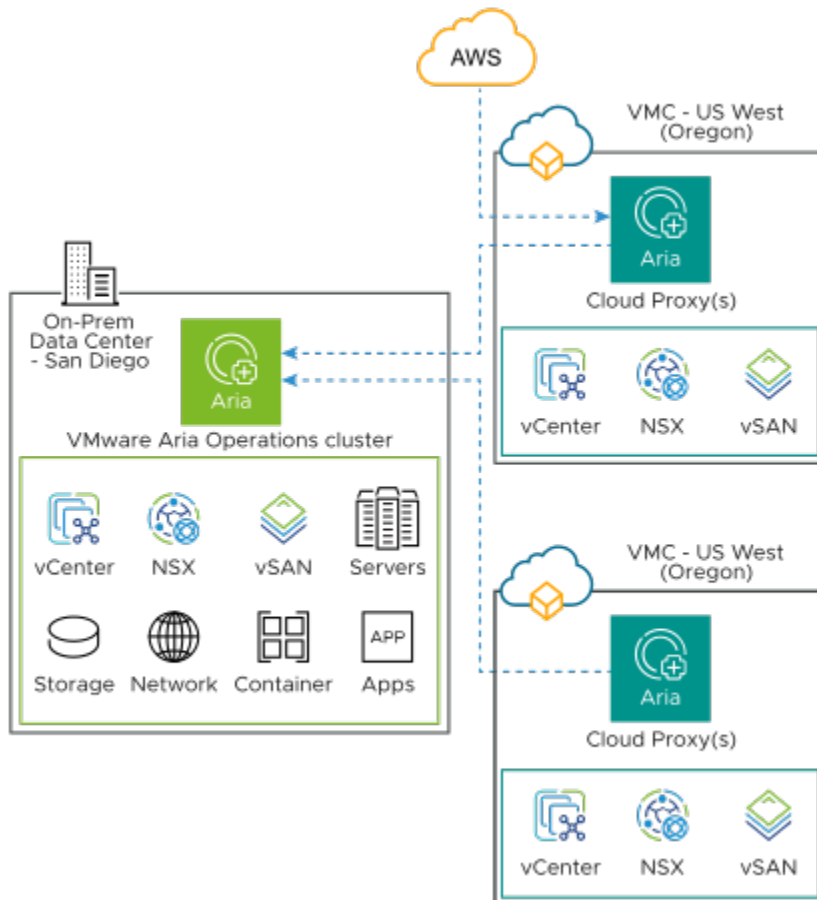 AWS
VMC - US West
(Oregon)
Aria
Cloud Proxy(s)
vCenter NSX vSAN
On-Prem
Data Center
- San Diego
Aria
VMware Aria Operations cluster
vCenter NSX vSAN Servers
Storage Network Container APP
Apps
VMC - US West
(Oregon)
Aria
Cloud Proxy(s)
vCenter NSX vSAN